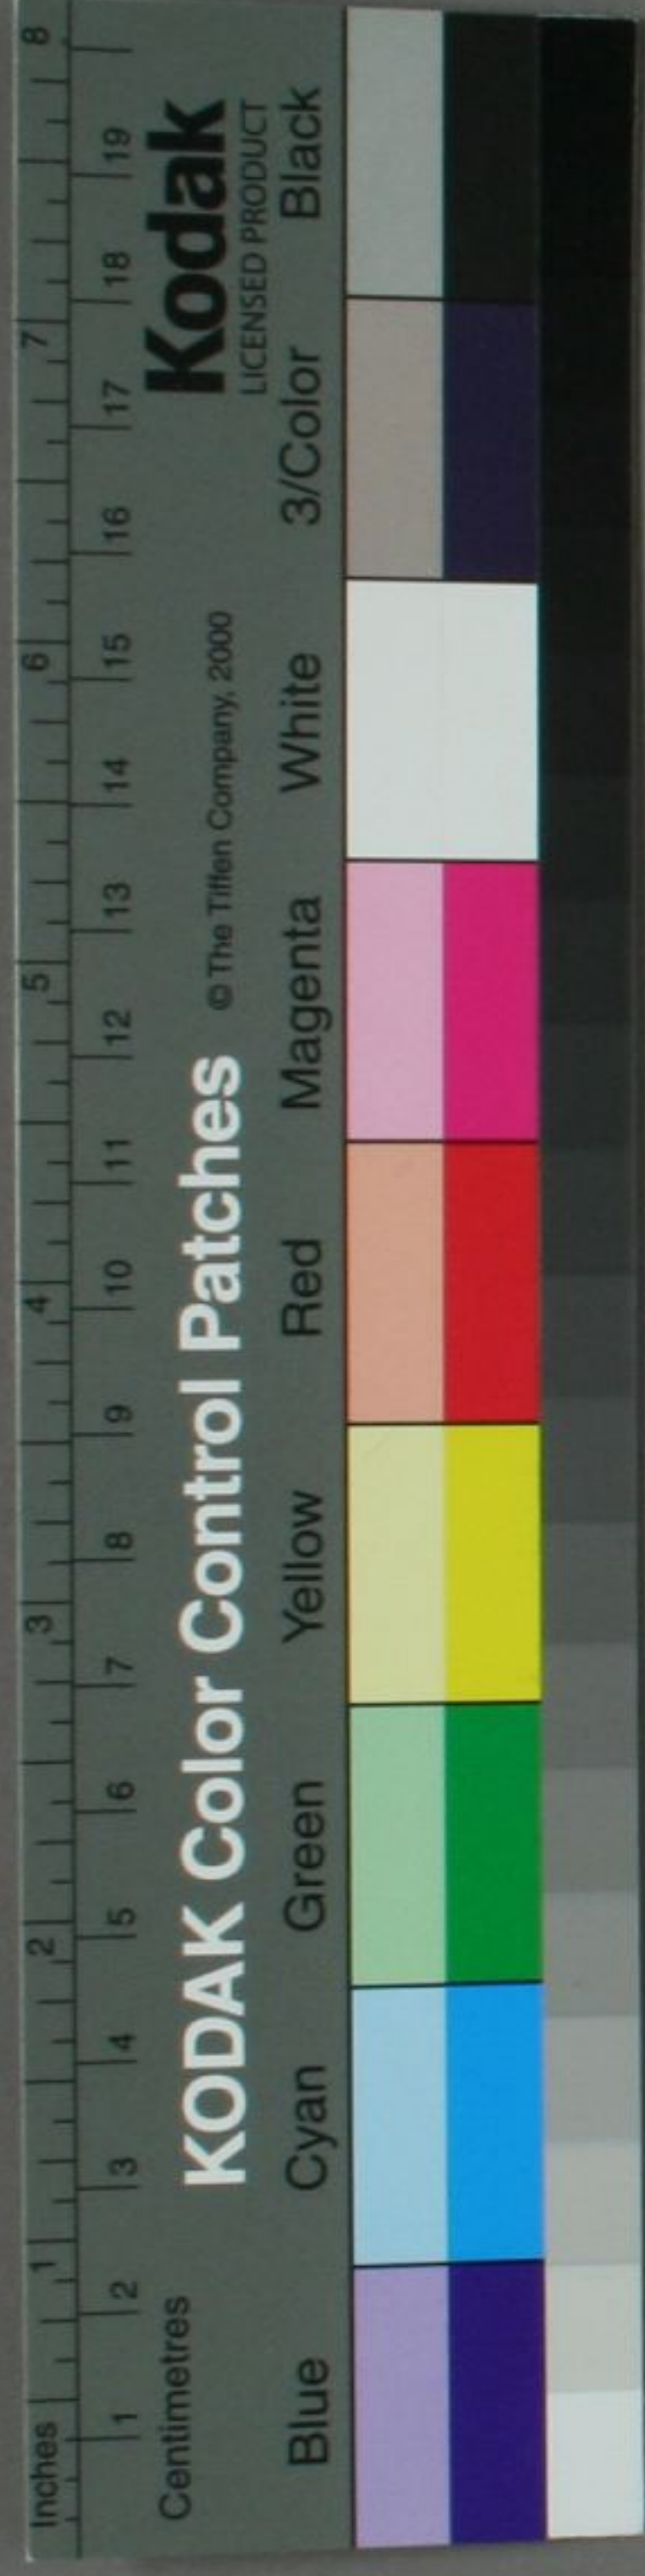 Inches 1 2 3 4 5 6 7 8
1 2 3 4 5 6 7 8 9 10 11 12 13 14 15 16 17 18 19
Centimetres
KODAK Color Control Patches © The Tiffen Company, 2000 Kodak
LICENSED PRODUCT
Blue Cyan Green Yellow Red Magenta White 3/Color Black